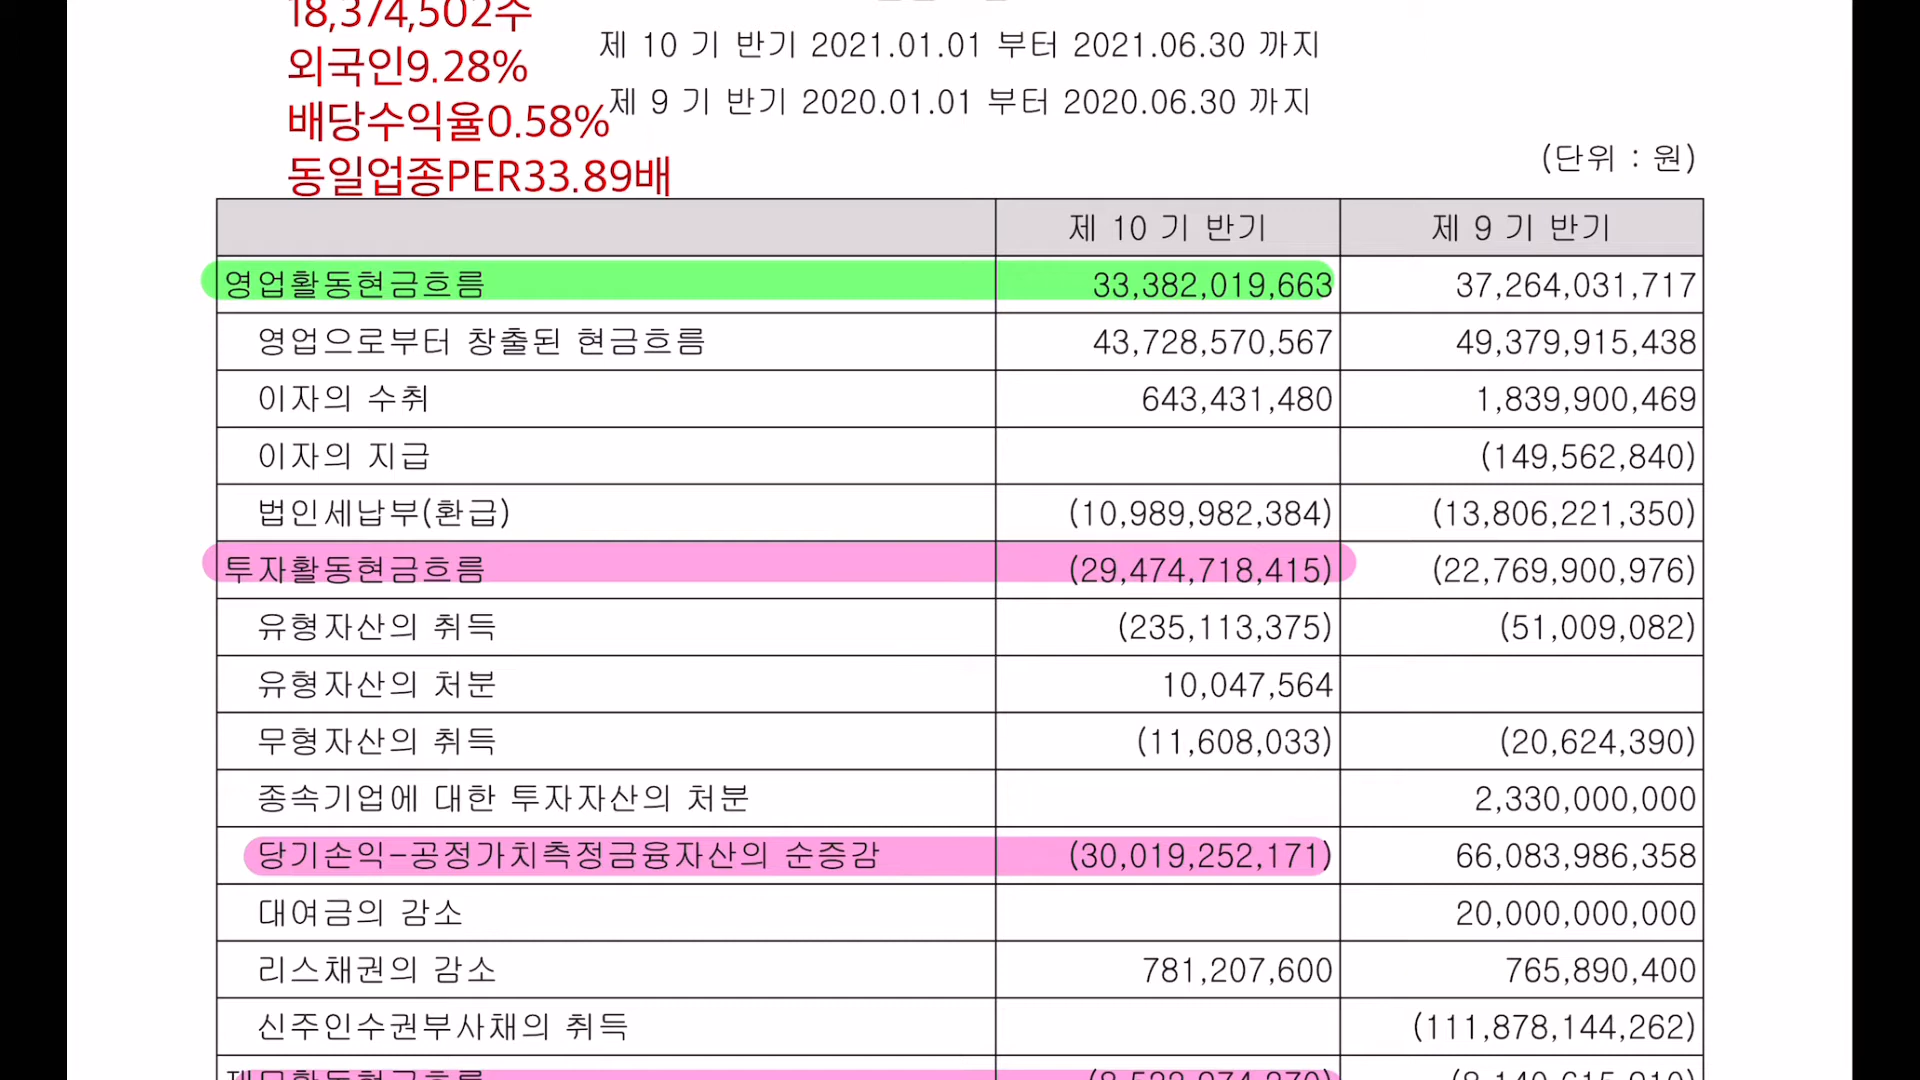 18,374,502주
외국인9.28%
배당수익율0.58%
동일업종PER33.89배
제 10 기 반기 2021.01.01 부터 2021.06.30 까지
제 9 기 반기 2020.01.01 부터 2020.06.30 까지
(단위 : 원)
제 10 기 반기 제 9 기 반기
영업활동현금흐름 33,382,019,663 37,264,031,717
영업으로부터 창출된 현금흐름 43,728,570,567 49,379,915,438
이자의 수취 643,431,480 1,839,900,469
이자의 지급 (149,562,840)
법인세납부(환급) (10,989,982,384) (13,806,221,350)
투자활동현금흐름 (29,474,718,415) (22,769,900,976)
유형자산의 취득 (235,113,375) (51,009,082)
유형자산의 처분 10,047,564
무형자산의 취득 (11,608,033) (20,624,390)
종속기업에 대한 투자자산의 처분 2,330,000,000
당기손익-공정가치측정금융자산의 순증감 (30,019,252,171) 66,083,986,358
대여금의 감소 20,000,000,000
리스채권의 감소 781,207,600 765,890,400
신주인수권부사채의 취득 (111,878,144,262)